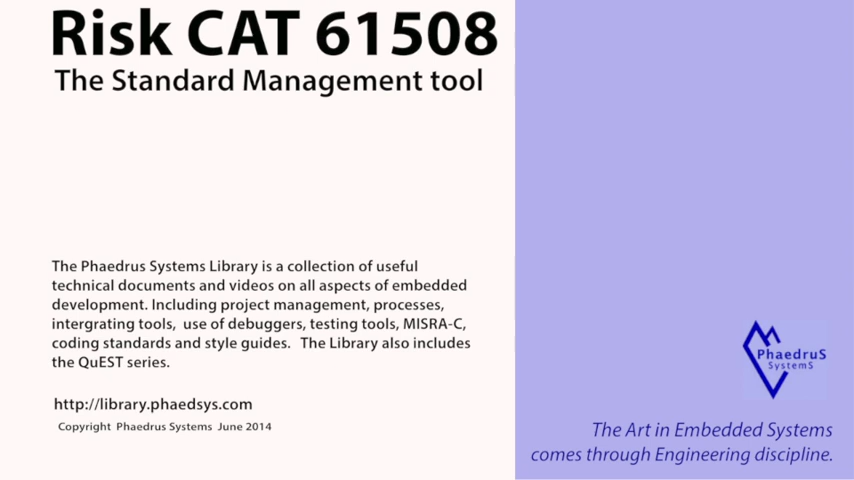 Risk CAT 61508
The Standard Management tool
The Phaedrus Systems Library is a collection of useful
technical documents and videos on all aspects of embedded
development. Including project management, processes,
intergrating tools, use of debuggers, testing tools, MISRA-C,
coding standards and style guides. The Library also includes
the QuEST series.
http://library.phaedsys.com
Copyright Phaedrus Systems June 2014
PhaedruS
SystemS
The Art in Embedded Systems
comes through Engineering discipline.